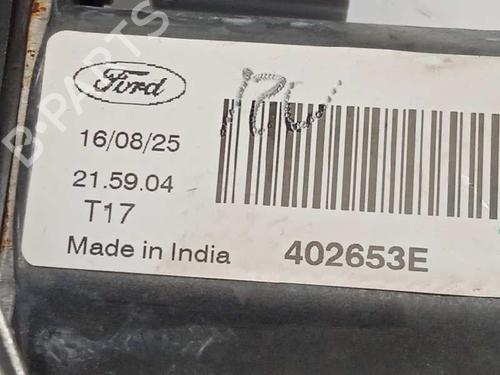 Ford
16/08/25
21.59.04
T17
Made in India
402653E
B-PARTS